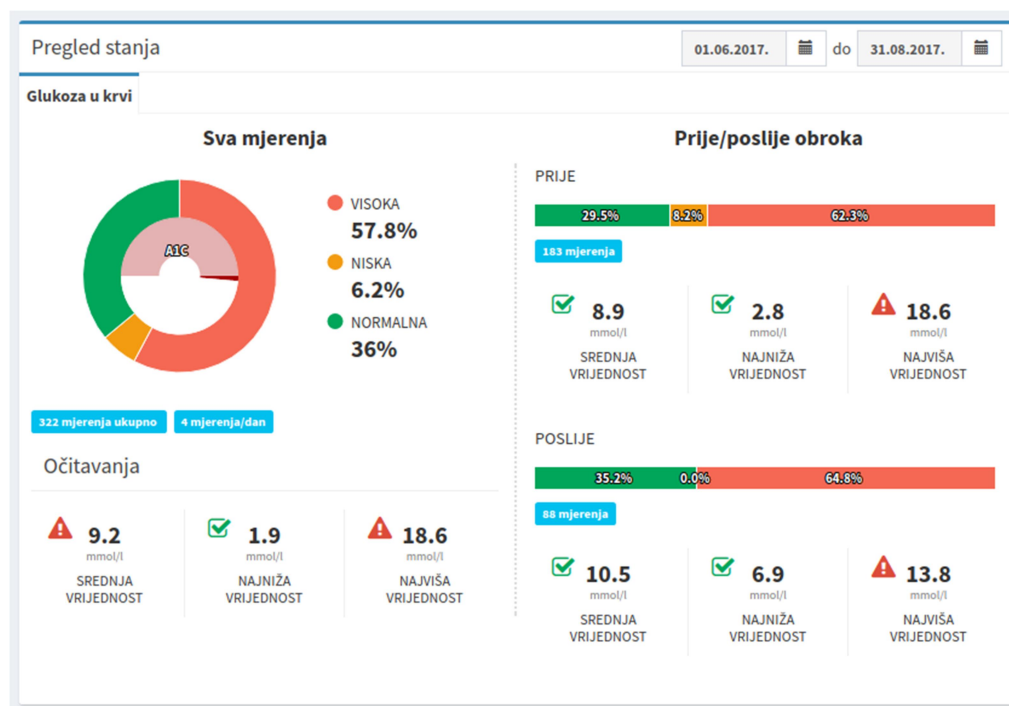 Pregled stanja
01.06.2017. do 31.08.2017.
Glukoza u krvi
Sva mjerenja
A1C
VISOKA
57.8%
NISKA
6.2%
NORMALNA
36%
322 mjerenja ukupno 4 mjerenja/dan
Očitavanja
9.2
mmol/l
SREDNJA
VRIJEDNOST
1.9
mmol/l
NAJNIŽA
VRIJEDNOST
18.6
mmol/l
NAJVIŠA
VRIJEDNOST
Prije/poslije obroka
PRIJE
29.5% 8.2% 62.3%
183 mjerenja
8.9
mmol/l
SREDNJA
VRIJEDNOST
2.8
mmol/l
NAJNIŽA
VRIJEDNOST
18.6
mmol/l
NAJVIŠA
VRIJEDNOST
POSLIJE
35.2% 0.0% 64.8%
88 mjerenja
10.5
mmol/l
SREDNJA
VRIJEDNOST
6.9
mmol/l
NAJNIŽA
VRIJEDNOST
13.8
mmol/l
NAJVIŠA
VRIJEDNOST